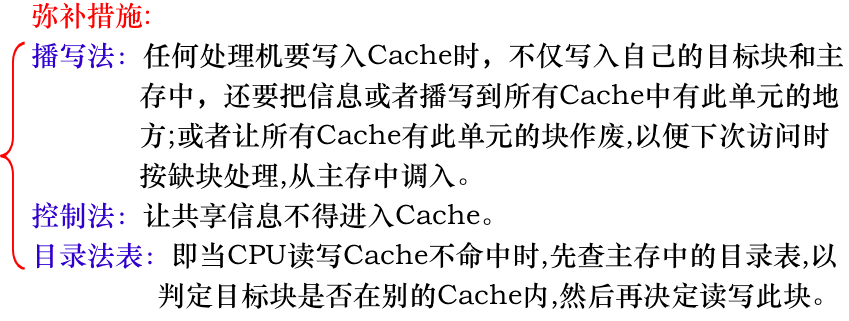 弥补措施:
播写法：任何处理机要写入Cache时，不仅写入自己的目标块和主
存中，还要把信息或者播写到所有Cache中有此单元的地
方;或者让所有Cache有此单元的块作废,以便下次访问时
按缺块处理,从主存中调入。
控制法：让共享信息不得进入Cache。
目录法表：即当CPU读写Cache不命中时,先查主存中的目录表,以
判定目标块是否在别的Cache内,然后再决定读写此块。